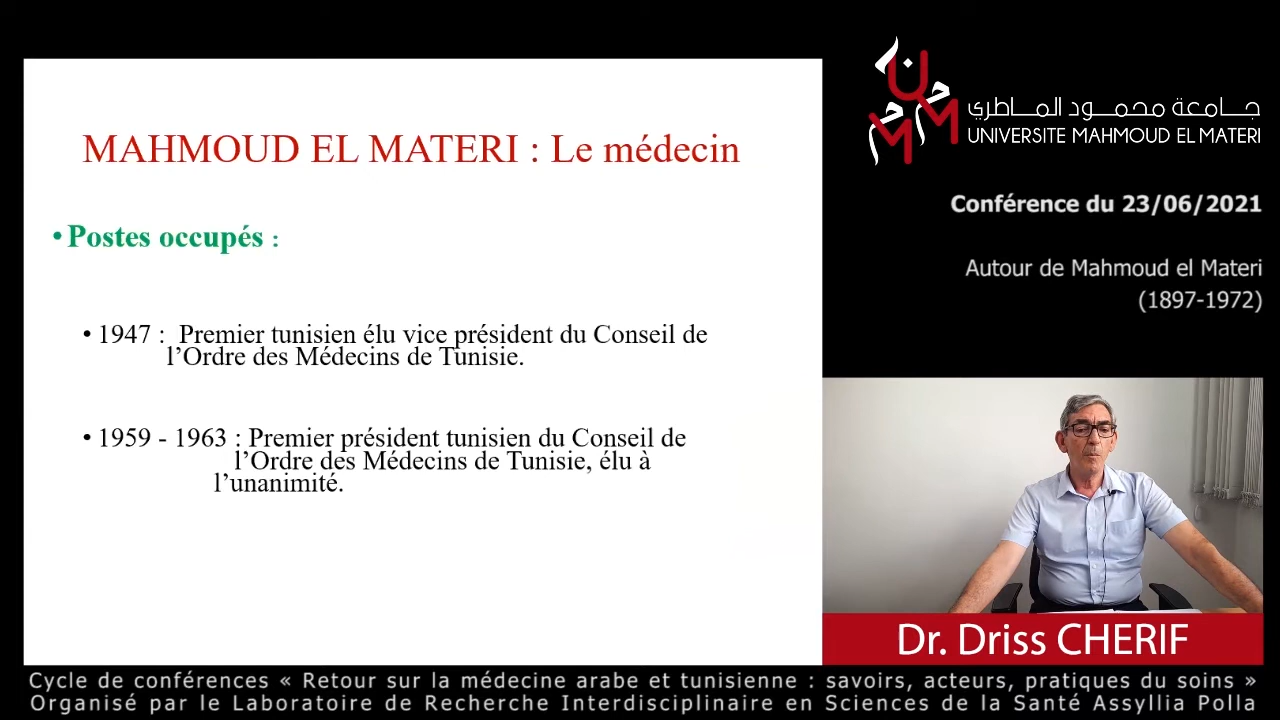 MAHMOUD EL MATERI : Le médecin
• Postes occupés :
• 1947 : Premier tunisien élu vice président du Conseil de
l’Ordre des Médecins de Tunisie.
• 1959 - 1963 : Premier président tunisien du Conseil de
l’Ordre des Médecins de Tunisie, élu à
l’unanimité.
جامعة محمود الماطري
UNIVERSITE MAHMOUD EL MATERI
Conférence du 23/06/2021
Autour de Mahmoud el Materi
(1897-1972)
Dr. Driss CHERIF
Cycle de conférences « Retour sur la médecine arabe et tunisienne : savoirs, acteurs, pratiques du soins »
Organisé par le Laboratoire de Recherche Interdisciplinaire en Sciences de la Santé Assyllia Polla